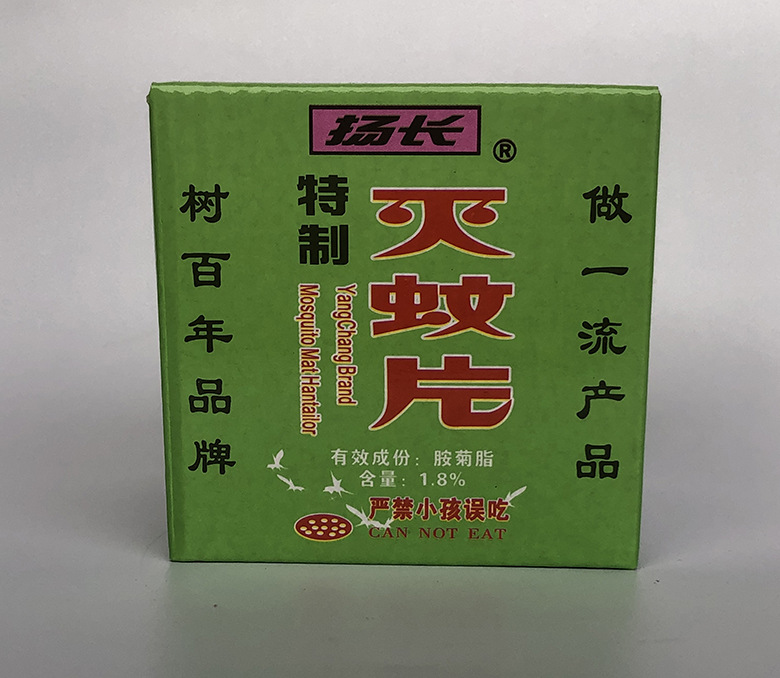 扬长
®
特制
灭蚊片
YangChang Brand
Mosquito Mat Hantailor
做一流产品
树百年品牌
有效成份：胺菊脂
含量：1.8%
严禁小孩误吃
CAN NOT EAT